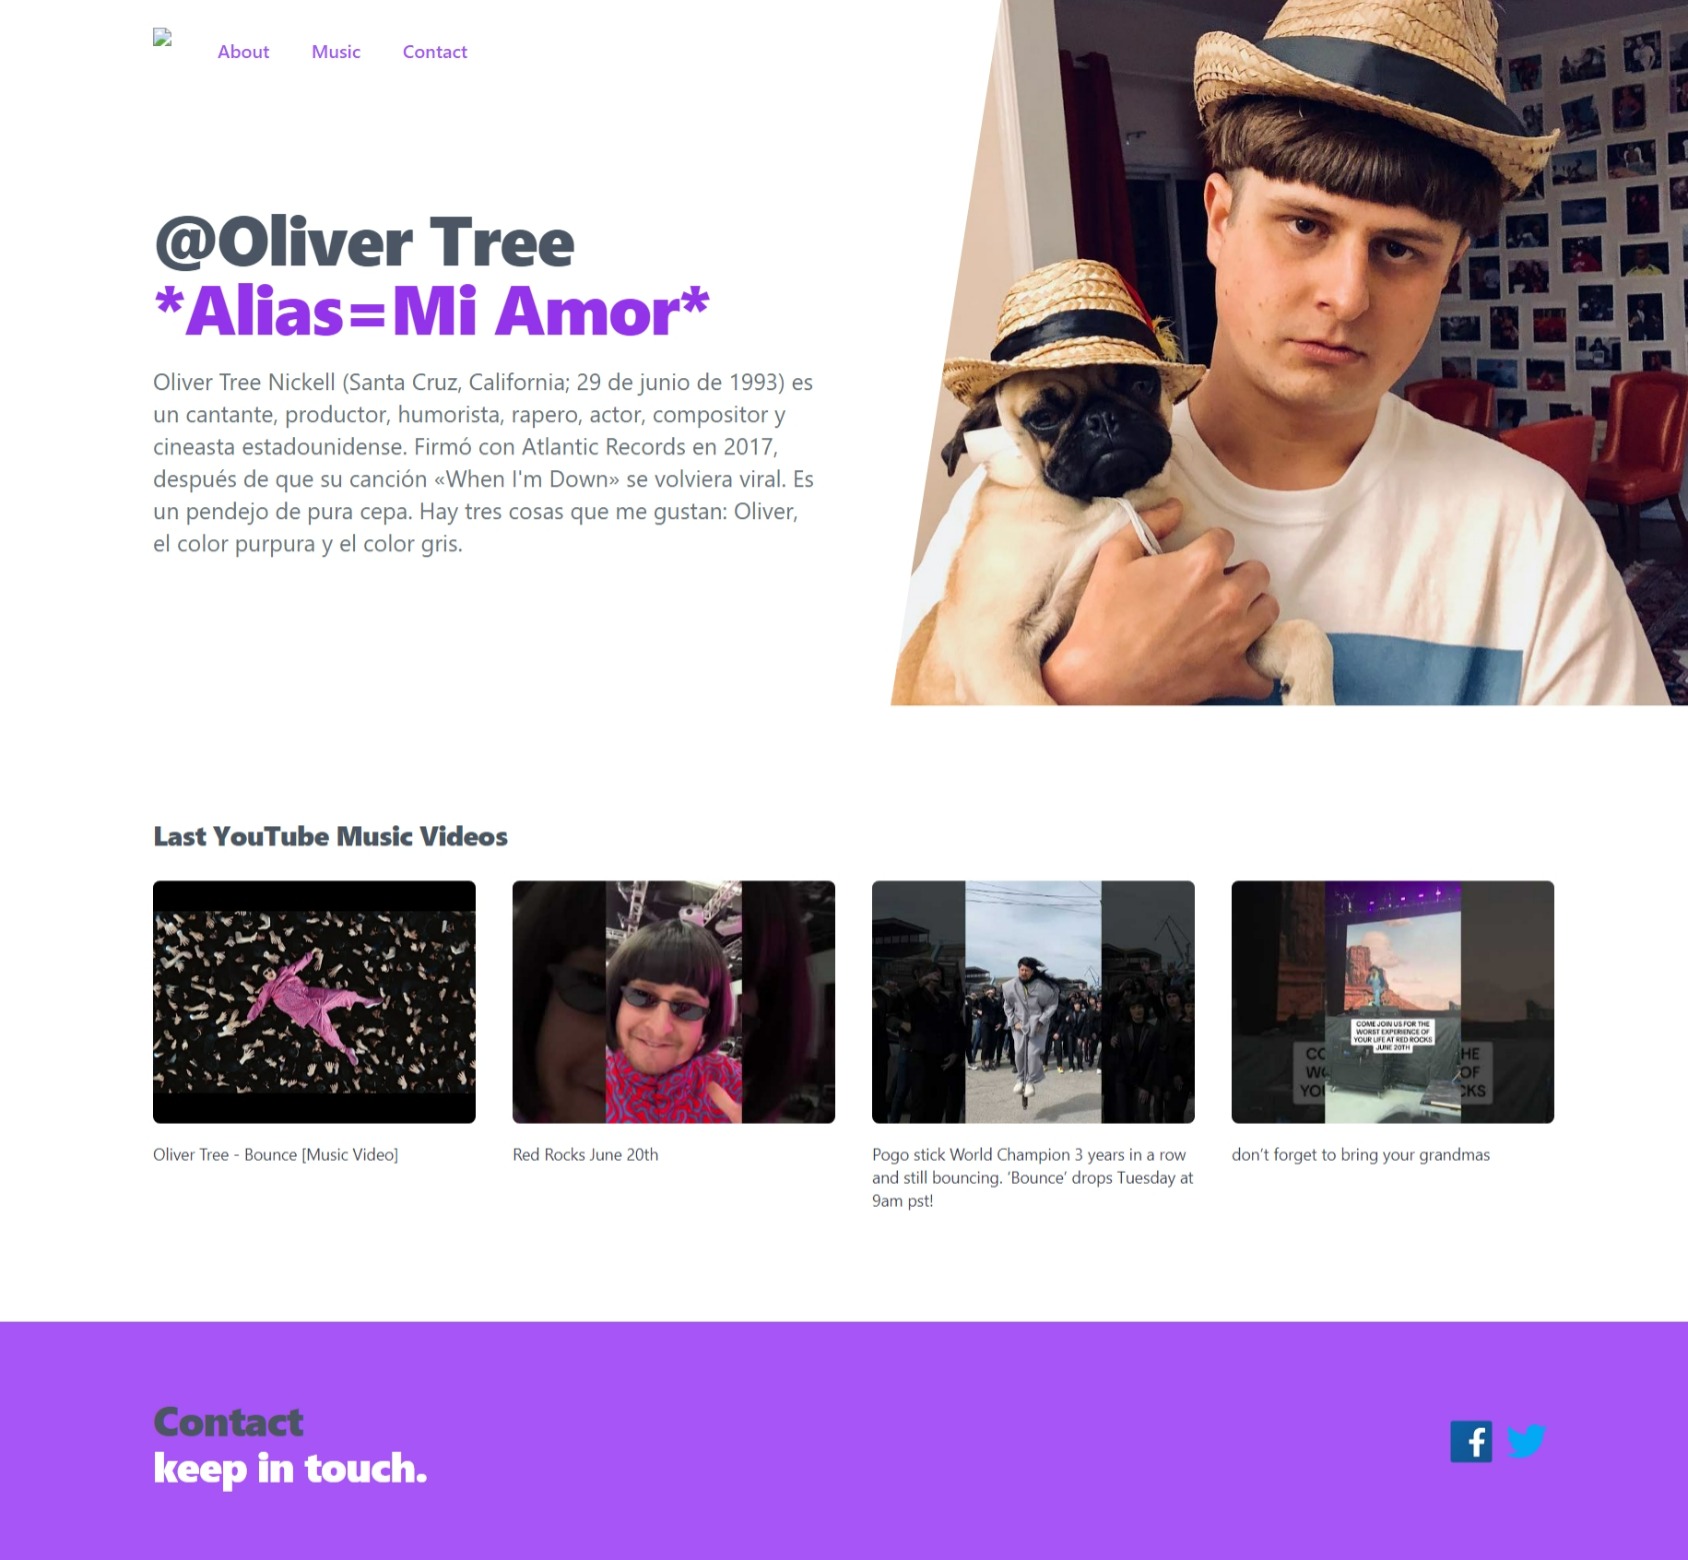 About Music Contact
@Oliver Tree
*Alias=Mi Amor*
Oliver Tree Nickell (Santa Cruz, California; 29 de junio de 1993) es
un cantante, productor, humorista, rapero, actor, compositor y
cineasta estadounidense. Firmó con Atlantic Records en 2017,
después de que su canción «When I'm Down» se volviera viral. Es
un pendejo de pura cepa. Hay tres cosas que me gustan: Oliver,
el color purpura y el color gris.
Last YouTube Music Videos
COME JOIN US FOR THE
WORST EXPERIENCE OF
YOUR LIFE AT RED ROCKS
JUNE 20TH
Oliver Tree - Bounce [Music Video]
Red Rocks June 20th
Pogo stick World Champion 3 years in a row
and still bouncing. ‘Bounce’ drops Tuesday at
9am pst!
don’t forget to bring your grandmas
Contact
keep in touch.